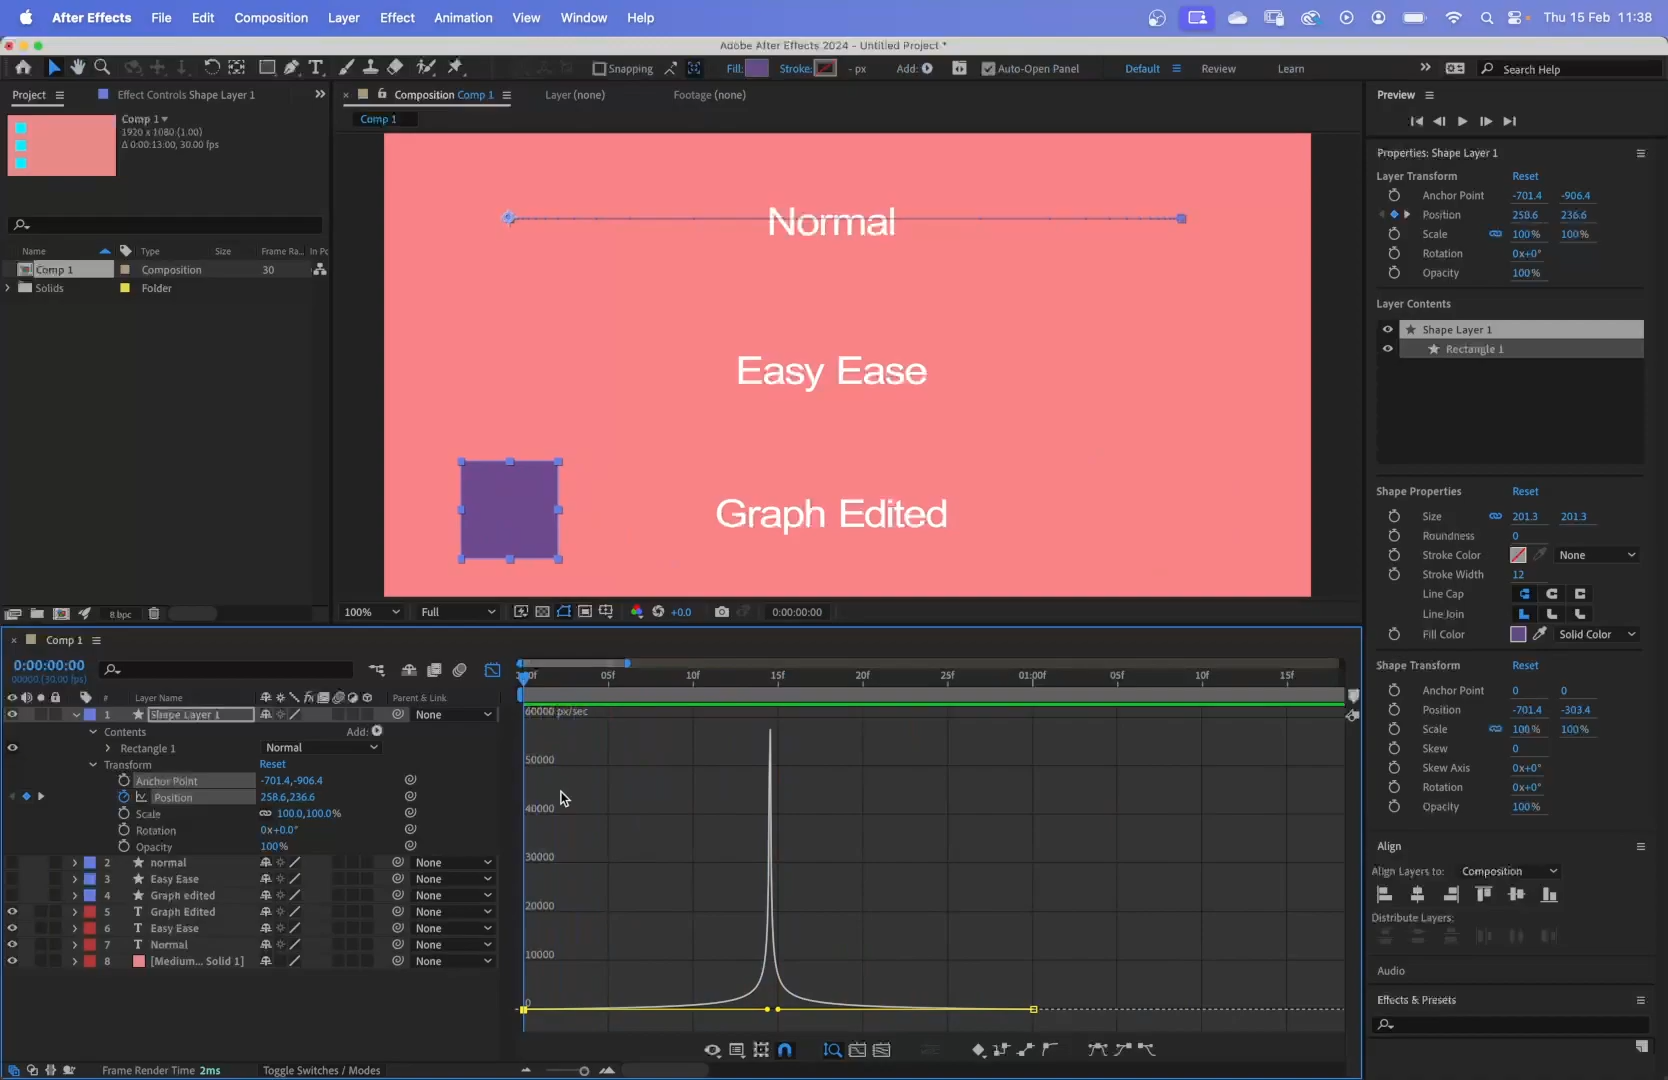 After Effects File Edit Composition Layer Effect Animation View Window Help Thu 15 Feb 11:38
Adobe After Effects 2024 - Untitled Project *
Snapping Fill: Stroke: - px Add: Auto-Open Panel Default Review Learn Search Help
Project Effect Controls Shape Layer 1 Composition Comp 1 Layer (none) Footage (none) Preview
Comp 1
1920 x 1080 (1.00)
Δ 0:00:13:00, 30.00 fps
Comp 1
Name Type Size Frame Ra... In Po
Comp 1 Composition 30
Solids Folder
8 bpc
Normal
Easy Ease
Graph Edited
100% Full +0.0 0:00:00:00
Properties: Shape Layer 1
Layer Transform Reset
Anchor Point -701.4 -906.4
Position 258.6 236.6
Scale 100% 100%
Rotation 0x+0°
Opacity 100%
Layer Contents
Shape Layer 1
Rectangle 1
Shape Properties Reset
Size 201.3 201.3
Roundness 0
Stroke Color None
Stroke Width 12
Line Cap
Line Join
Fill Color Solid Color
Shape Transform Reset
Anchor Point 0 0
Position -701.4 -303.4
Scale 100% 100%
Skew 0
Skew Axis 0x+0°
Rotation 0x+0°
Opacity 100%
Align
Align Layers to: Composition
Distribute Layers:
Audio
Effects & Presets
Comp 1
0:00:00:00
00000 (30.00 fps)
# Layer Name Parent & Link
1 Shape Layer 1 None
Contents Add:
Rectangle 1 Normal
Transform Reset
Anchor Point -701.4,-906.4
Position 258.6,236.6
Scale 100.0,100.0%
Rotation 0x+0.0°
Opacity 100%
2 normal None
3 Easy Ease None
4 Graph edited None
5 T Graph Edited None
6 T Easy Ease None
7 T Normal None
8 [Medium... Solid 1] None
05f 10f 15f 20f 25f 01:00f 05f 10f 15f
60000 px/sec
50000
40000
30000
20000
10000
0
Frame Render Time 2ms Toggle Switches / Modes